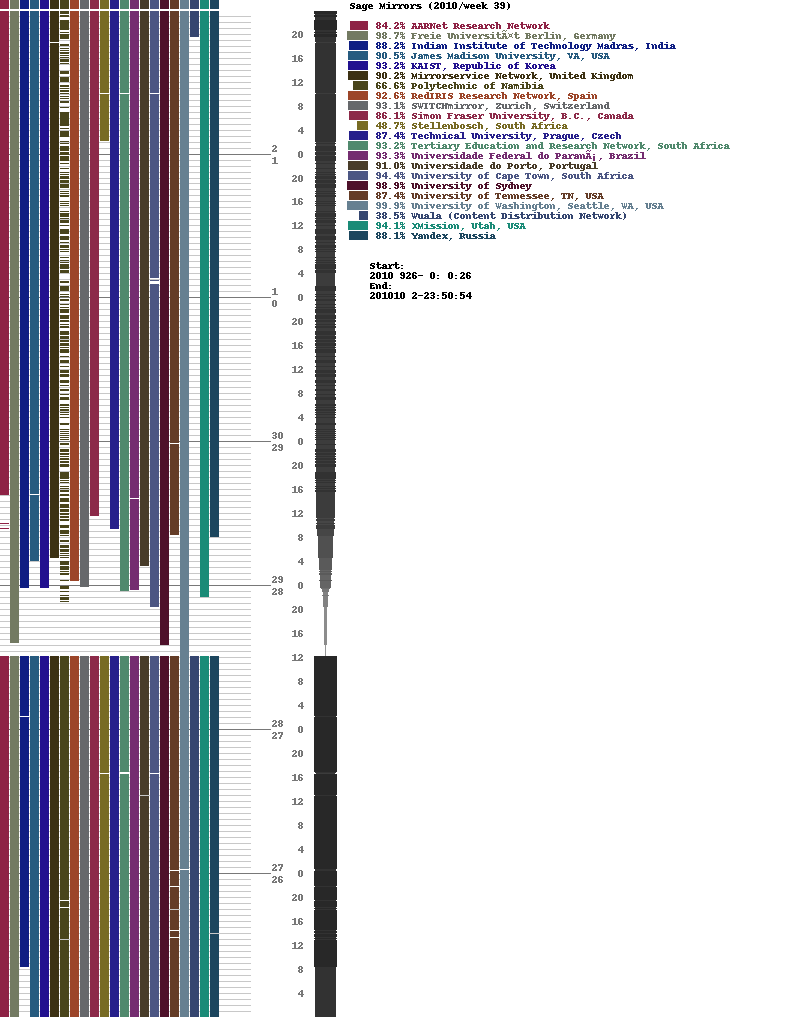 Sage Mirrors (2010/week 39)
84.2% AARNet Research Network
98.7% Freie UniversitÃ¤t Berlin, Germany
88.2% Indian Institute of Technology Madras, India
90.5% James Madison University, VA, USA
93.2% KAIST, Republic of Korea
90.2% Mirrorservice Network, United Kingdom
66.6% Polytechnic of Namibia
92.6% RedIRIS Research Network, Spain
93.1% SWITCHmirror, Zurich, Switzerland
86.1% Simon Fraser University, B.C., Canada
48.7% Stellenbosch, South Africa
87.4% Technical University, Prague, Czech
93.2% Tertiary Education and Research Network, South Africa
93.3% Universidade Federal do ParanÃ¡, Brazil
91.0% Universidade do Porto, Portugal
94.4% University of Cape Town, South Africa
98.9% University of Sydney
87.4% University of Tennessee, TN, USA
99.9% University of Washington, Seattle, WA, USA
38.5% Wuala (Content Distribution Network)
94.1% XMission, Utah, USA
88.1% Yandex, Russia
Start:
2010 926- 0: 0:26
End:
201010 2-23:50:54
20
16
12
8
4
2
0
1
20
16
12
8
4
1
0
0
20
16
12
8
4
30
0
29
20
16
12
8
4
29
0
28
20
16
12
8
4
28
0
27
20
16
12
8
4
27
0
26
20
16
12
8
4